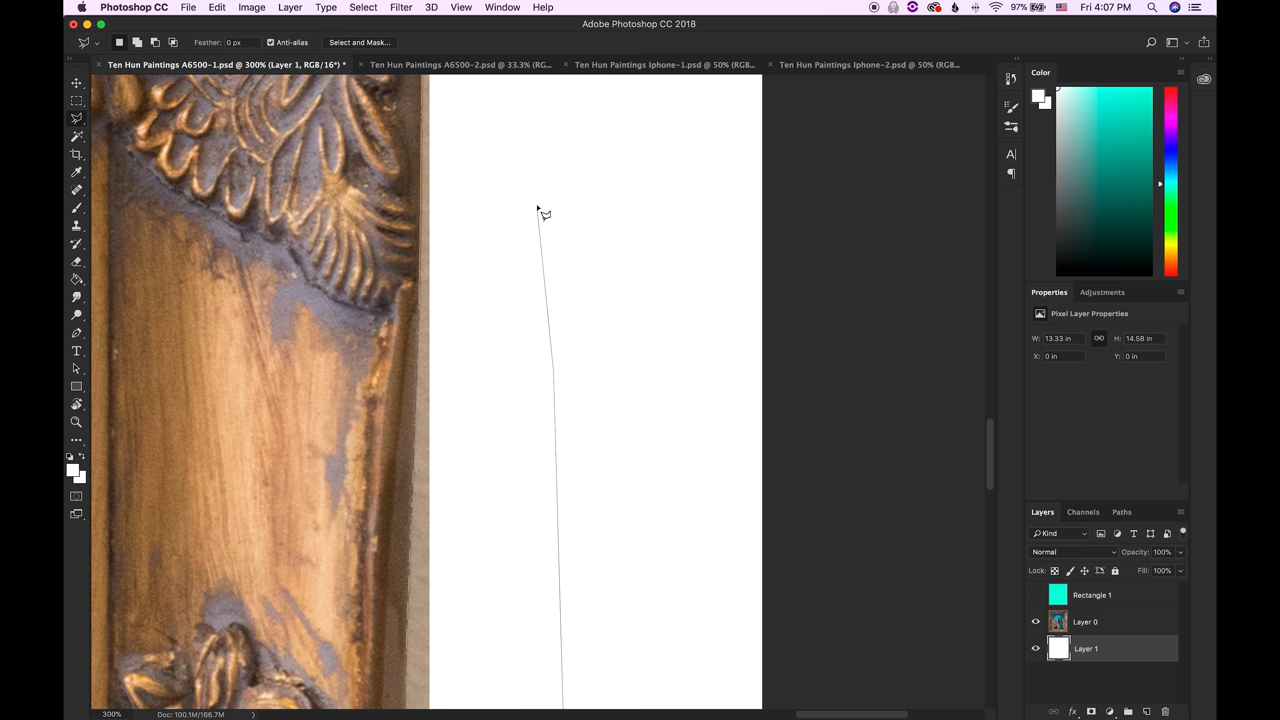 Photoshop CC File Edit Image Layer Type Select Filter 3D View Window Help 97% Fri 4:07 PM
Adobe Photoshop CC 2018
Feather: 0 px Anti-alias Select and Mask...
Ten Hun Paintings A6500-1.psd @ 300% (Layer 1, RGB/16*) * Ten Hun Paintings A6500-2.psd @ 33.3% (RG... Ten Hun Paintings Iphone-1.psd @ 50% (RGB... Ten Hun Paintings Iphone-2.psd @ 50% (RGB...
Color
Properties Adjustments
Pixel Layer Properties
W: 13.33 in H: 14.58 in
X: 0 in Y: 0 in
Layers Channels Paths
Kind
Normal Opacity: 100%
Lock: Fill: 100%
Rectangle 1
Layer 0
Layer 1
fx
300% Doc: 100.1M/166.7M